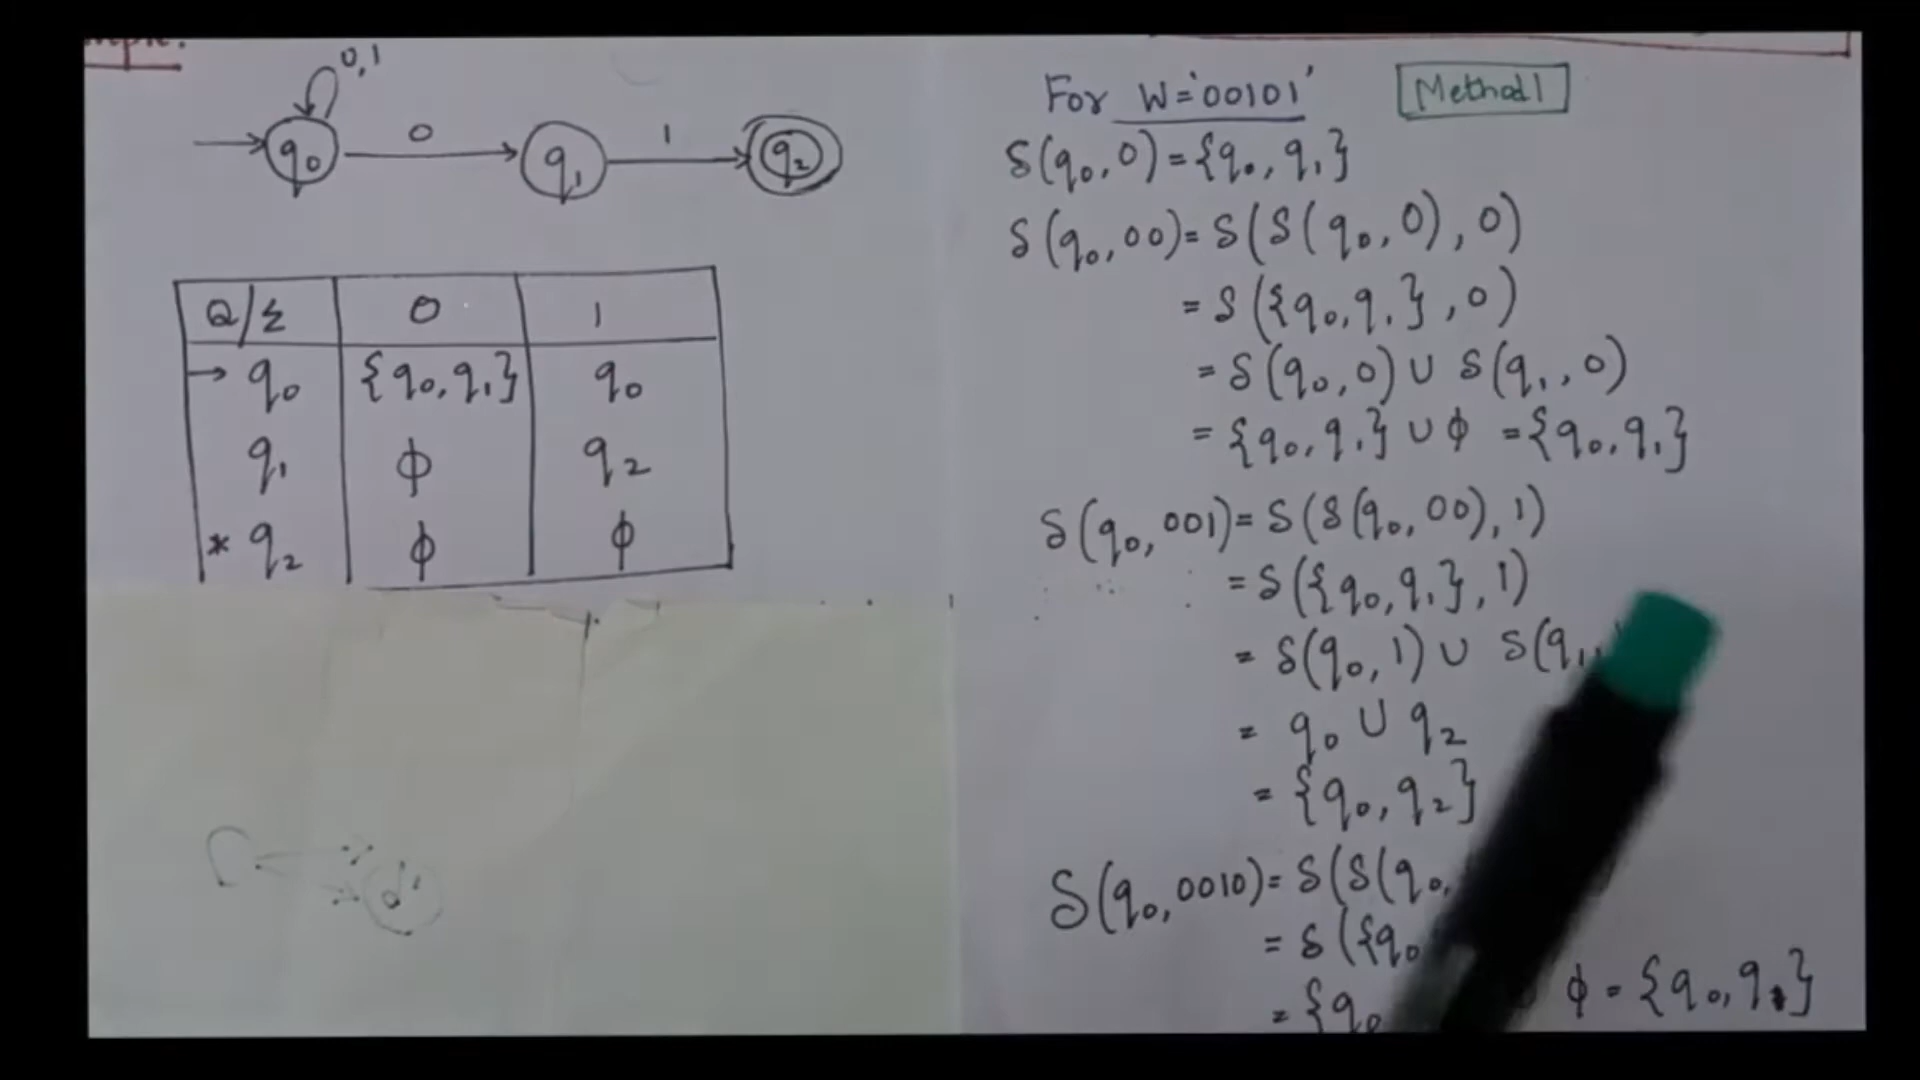 0,1
0
1
q₀
q₁
q₂
Q/Σ 0 1
→ q₀ {q₀,q₁} q₀
q₁ ϕ q₂
* q₂ ϕ ϕ
For W='00101'
Method 1
δ(q₀,0)={q₀,q₁}
δ(q₀,00)=δ(δ(q₀,0),0)
=δ({q₀,q₁},0)
=δ(q₀,0)∪δ(q₁,0)
={q₀,q₁}∪ϕ={q₀,q₁}
δ(q₀,001)=δ(δ(q₀,00),1)
=δ({q₀,q₁},1)
=δ(q₀,1)∪δ(q₁,
=q₀∪q₂
={q₀,q₂}
δ(q₀,0010)=δ(δ(q₀,
=δ({q₀
={q₀ ϕ={q₀,q₁}